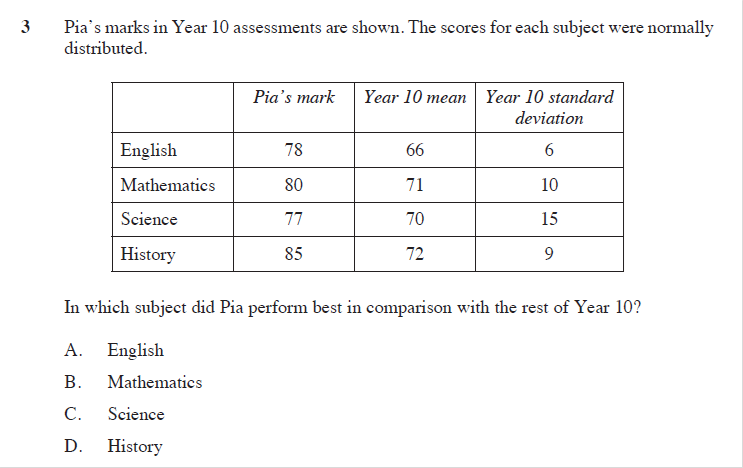 3 Pia's marks in Year 10 assessments are shown. The scores for each subject were normally
distributed.
Pia's mark Year 10 mean Year 10 standard
deviation
English 78 66 6
Mathematics 80 71 10
Science 77 70 15
History 85 72 9
In which subject did Pia perform best in comparison with the rest of Year 10?
A. English
B. Mathematics
C. Science
D. History